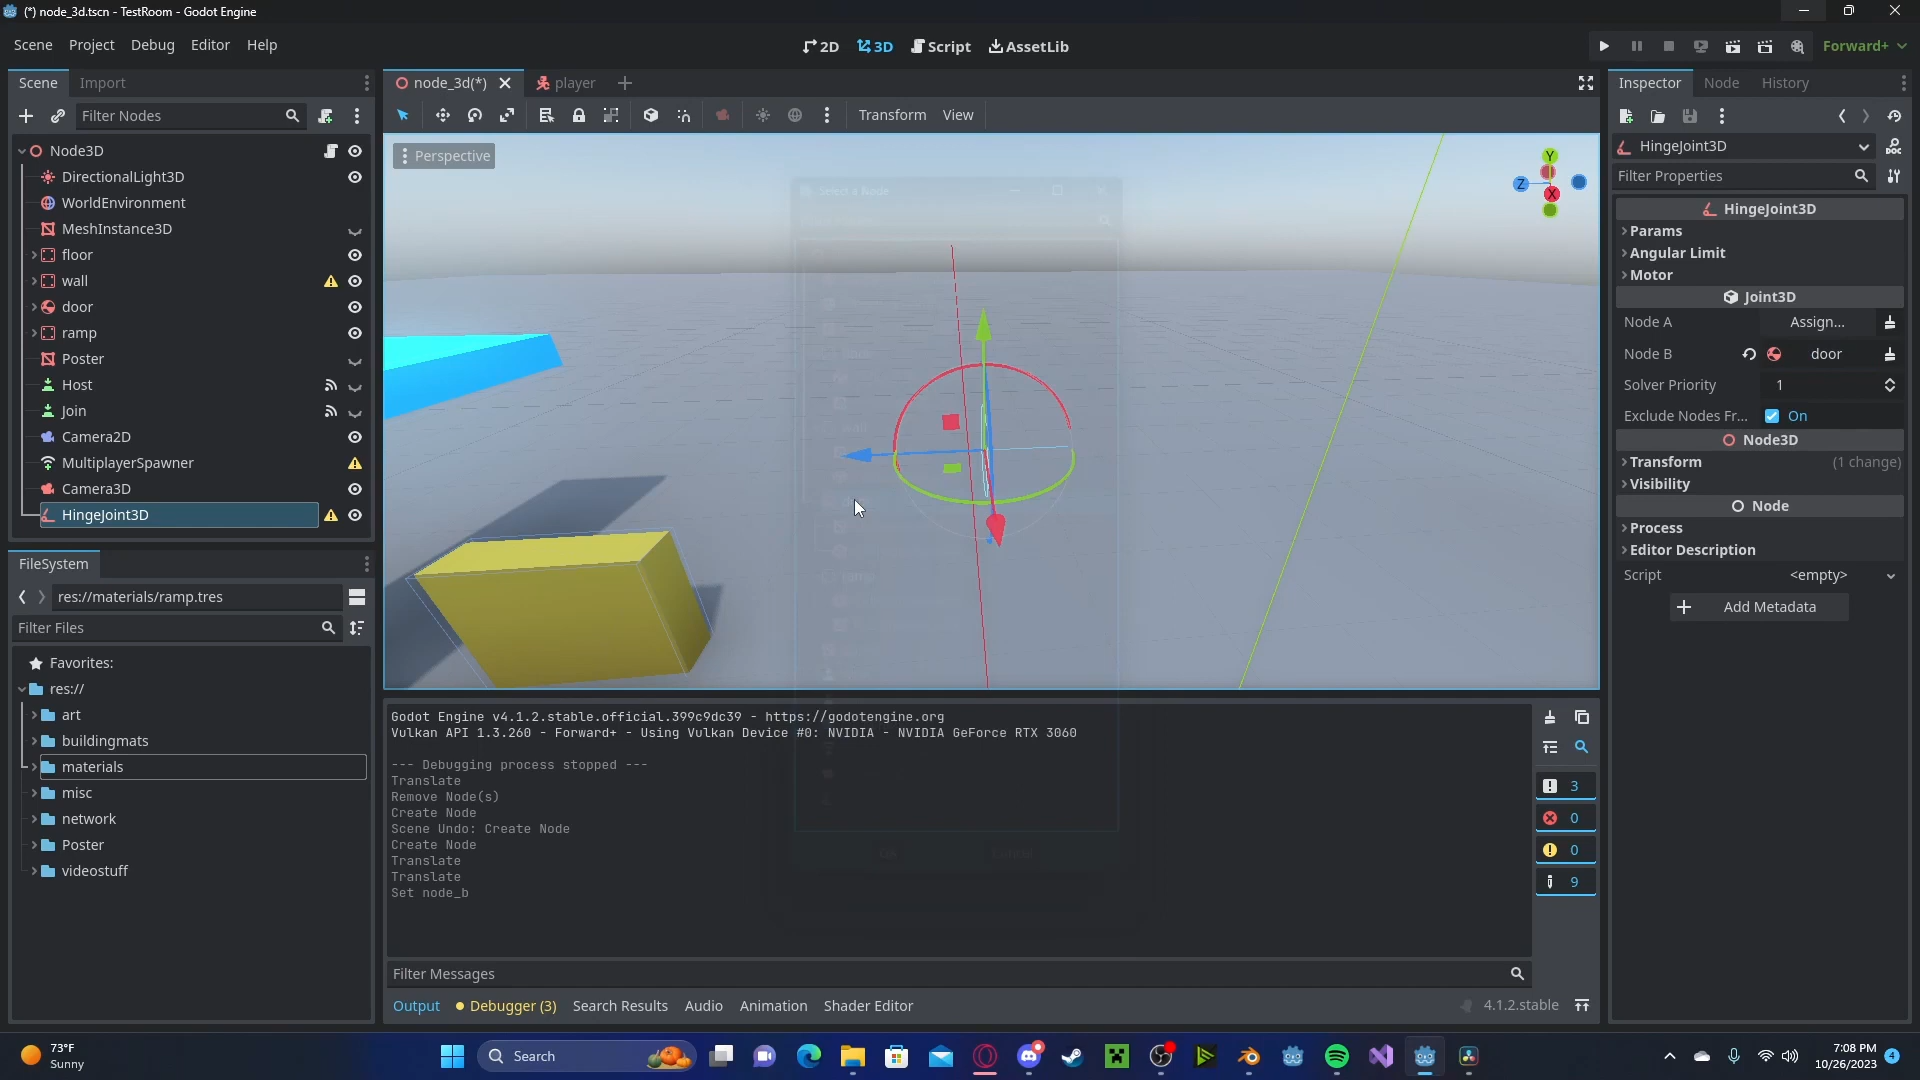 (*) node_3d.tscn - TestRoom - Godot Engine
Scene Project Debug Editor Help
2D 3D Script AssetLib
Forward+
Scene Import
node_3d(*) player
Inspector Node History
Filter Nodes
Transform View
Node3D
DirectionalLight3D
WorldEnvironment
MeshInstance3D
floor
wall
door
ramp
Poster
Host
Join
Camera2D
MultiplayerSpawner
Camera3D
HingeJoint3D
Perspective
Y
Z
X
Select a Node
HingeJoint3D
Filter Properties
HingeJoint3D
Params
Angular Limit
Motor
Joint3D
Node A Assign...
Node B door
Solver Priority 1
Exclude Nodes Fr... On
Node3D
Transform (1 change)
Visibility
Node
Process
Editor Description
Script <empty>
Add Metadata
FileSystem
res://materials/ramp.tres
Filter Files
Favorites:
res://
art
buildingmats
materials
misc
network
Poster
videostuff
Godot Engine v4.1.2.stable.official.399c9dc39 - https://godotengine.org
Vulkan API 1.3.260 - Forward+ - Using Vulkan Device #0: NVIDIA - NVIDIA GeForce RTX 3060
--- Debugging process stopped ---
Translate
Remove Node(s)
Create Node
Scene Undo: Create Node
Create Node
Translate
Translate
Set node_b
3
0
0
9
Filter Messages
Output Debugger (3) Search Results Audio Animation Shader Editor
4.1.2.stable
73°F
Sunny
Search
7:08 PM
10/26/2023
4